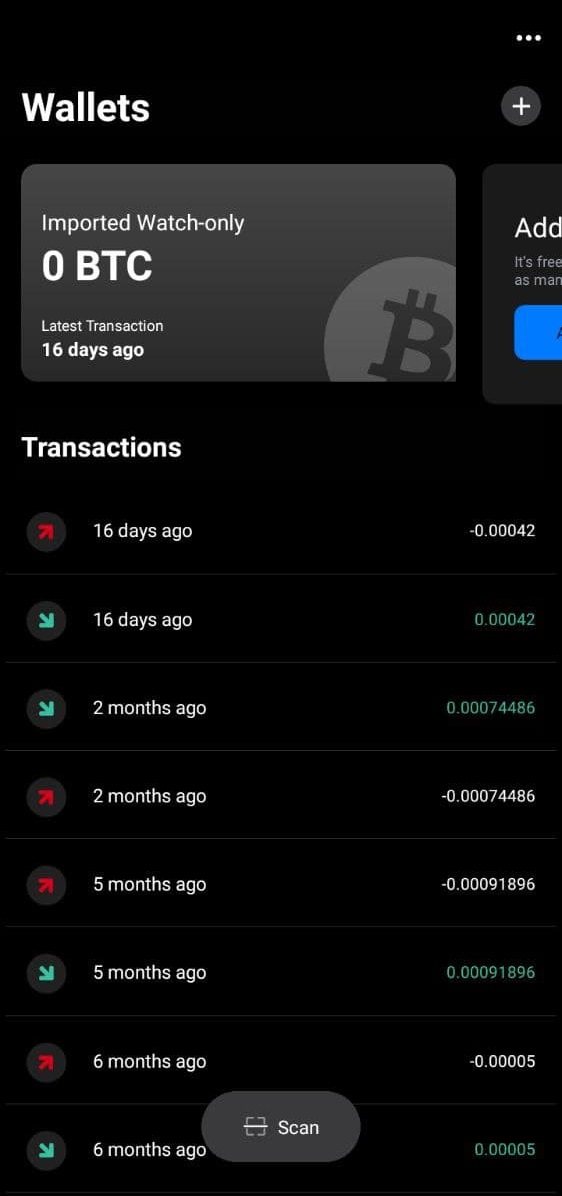 Wallets
Imported Watch-only
0 BTC
Latest Transaction
16 days ago
Add
It's free
as man
Transactions
16 days ago -0.00042
16 days ago 0.00042
2 months ago 0.00074486
2 months ago -0.00074486
5 months ago -0.00091896
5 months ago 0.00091896
6 months ago -0.00005
Scan
6 months ago 0.00005